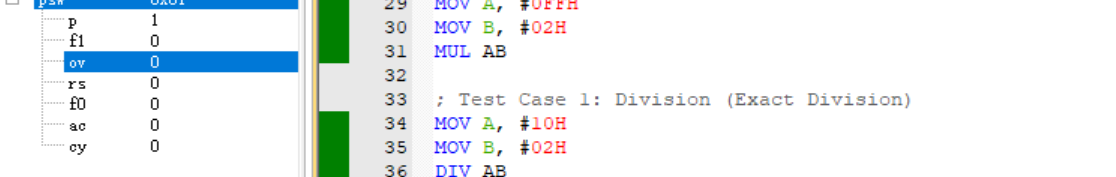 psw 0x01
p 1
f1 0
ov 0
rs 0
f0 0
ac 0
cy 0
29 MOV A, #0FFH
30 MOV B, #02H
31 MUL AB
32
33 ; Test Case 1: Division (Exact Division)
34 MOV A, #10H
35 MOV B, #02H
36 DIV AB